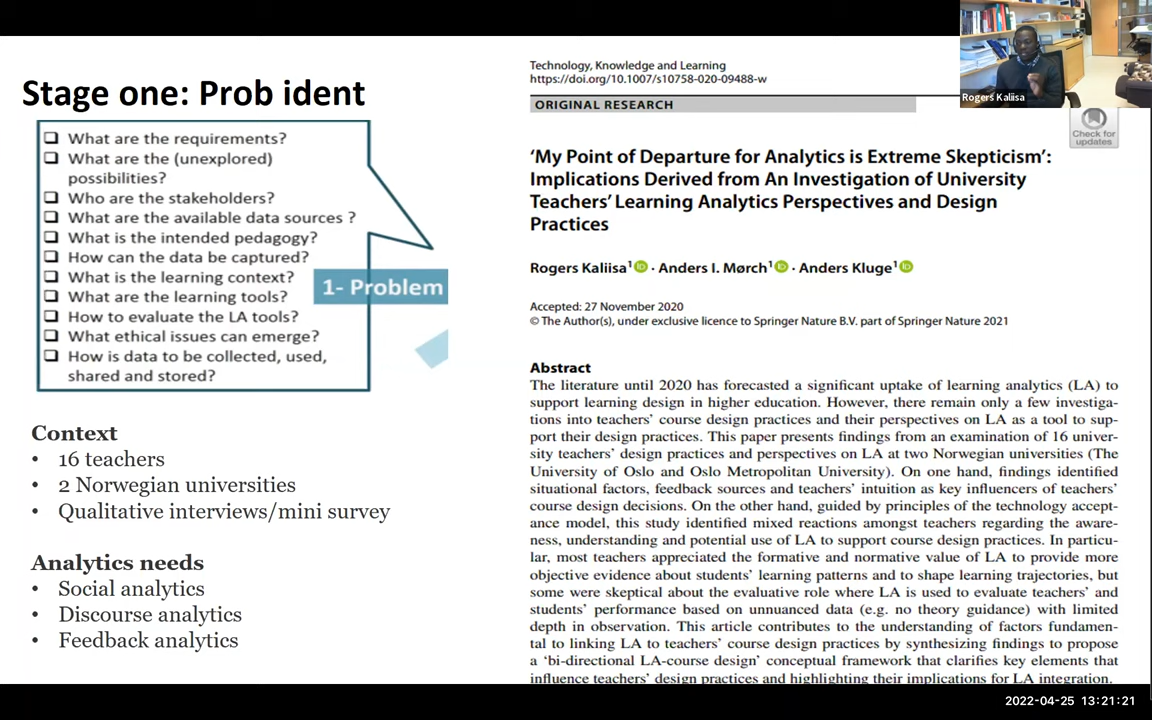 Stage one: Prob ident
What are the requirements?
What are the (unexplored)
possibilities?
Who are the stakeholders?
What are the available data sources ?
What is the intended pedagogy?
How can the data be captured?
What is the learning context?
What are the learning tools?
How to evaluate the LA tools?
What ethical issues can emerge?
How is data to be collected, used,
shared and stored?
1- Problem
Context
• 16 teachers
• 2 Norwegian universities
• Qualitative interviews/mini survey
Analytics needs
• Social analytics
• Discourse analytics
• Feedback analytics
Technology, Knowledge and Learning
https://doi.org/10.1007/s10758-020-09488-w
ORIGINAL RESEARCH
Check for
updates
‘My Point of Departure for Analytics is Extreme Skepticism’:
Implications Derived from An Investigation of University
Teachers’ Learning Analytics Perspectives and Design
Practices
Rogers Kaliisa1 · Anders I. Mørch1 · Anders Kluge1
Accepted: 27 November 2020
© The Author(s), under exclusive licence to Springer Nature B.V. part of Springer Nature 2021
Abstract
The literature until 2020 has forecasted a significant uptake of learning analytics (LA) to
support learning design in higher education. However, there remain only a few investiga-
tions into teachers’ course design practices and their perspectives on LA as a tool to sup-
port their design practices. This paper presents findings from an examination of 16 univer-
sity teachers’ design practices and perspectives on LA at two Norwegian universities (The
University of Oslo and Oslo Metropolitan University). On one hand, findings identified
situational factors, feedback sources and teachers’ intuition as key influencers of teachers’
course design decisions. On the other hand, guided by principles of the technology accept-
ance model, this study identified mixed reactions amongst teachers regarding the aware-
ness, understanding and potential use of LA to support course design practices. In particu-
lar, most teachers appreciated the formative and normative value of LA to provide more
objective evidence about students’ learning patterns and to shape learning trajectories, but
some were skeptical about the evaluative role where LA is used to evaluate teachers’ and
students’ performance based on unnuanced data (e.g. no theory guidance) with limited
depth in observation. This article contributes to the understanding of factors fundamen-
tal to linking LA to teachers’ course design practices by synthesizing findings to propose
a ‘bi-directional LA-course design’ conceptual framework that clarifies key elements that
influence teachers’ design practices and highlighting their implications for LA integration.
Rogers Kaliisa
2022-04-25 13:21:21